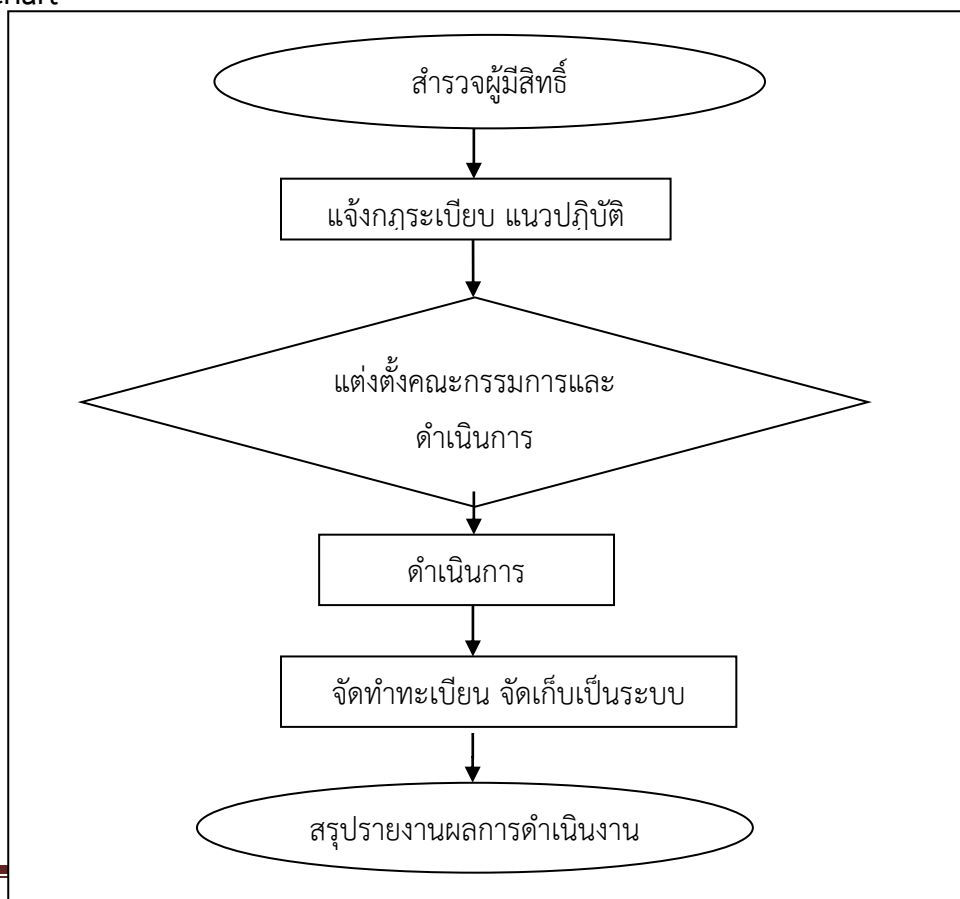 สำรวจผู้มีสิทธิ์
แจ้งกฎระเบียบ แนวปฏิบัติ
แต่งตั้งคณะกรรมการและ
ดำเนินการ
ดำเนินการ
จัดทำทะเบียน จัดเก็บเป็นระบบ
สรุปรายงานผลการดำเนินงาน